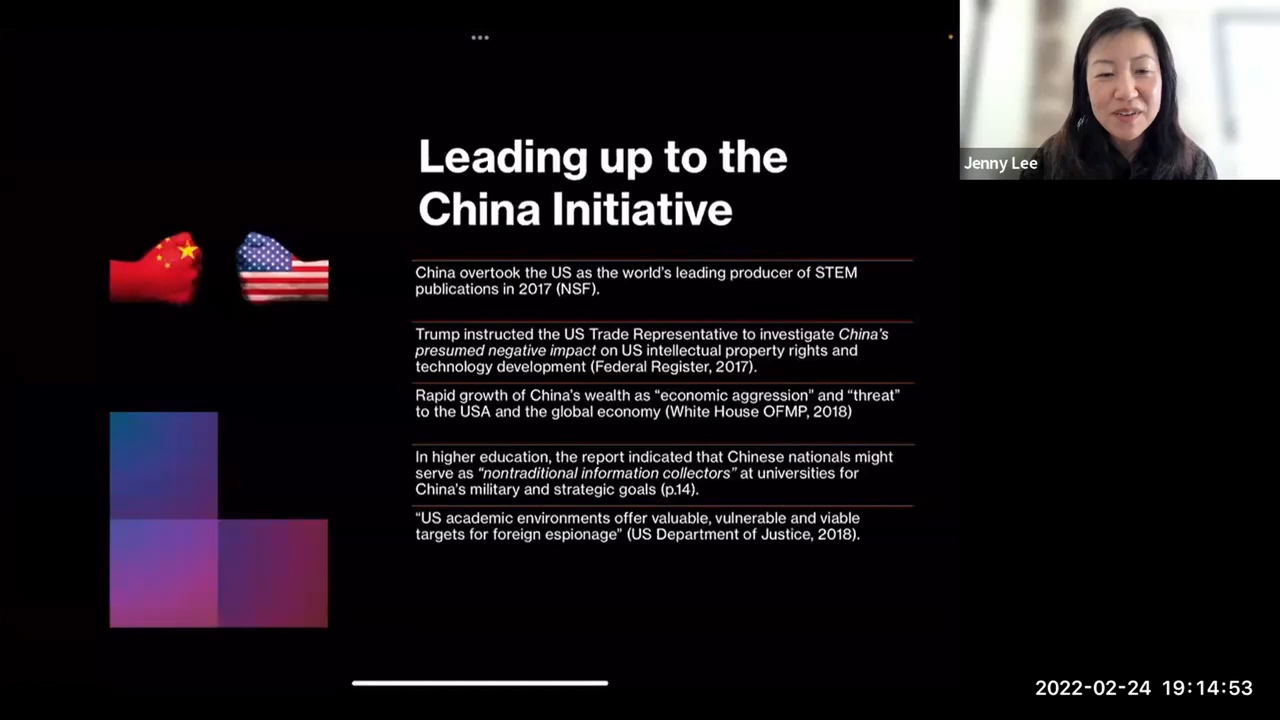 Leading up to the
China Initiative
China overtook the US as the world's leading producer of STEM
publications in 2017 (NSF).
Trump instructed the US Trade Representative to investigate China's
presumed negative impact on US intellectual property rights and
technology development (Federal Register, 2017).
Rapid growth of China's wealth as “economic aggression” and “threat”
to the USA and the global economy (White House OFMP, 2018)
In higher education, the report indicated that Chinese nationals might
serve as “nontraditional information collectors” at universities for
China's military and strategic goals (p.14).
“US academic environments offer valuable, vulnerable and viable
targets for foreign espionage” (US Department of Justice, 2018).
Jenny Lee
2022-02-24 19:14:53